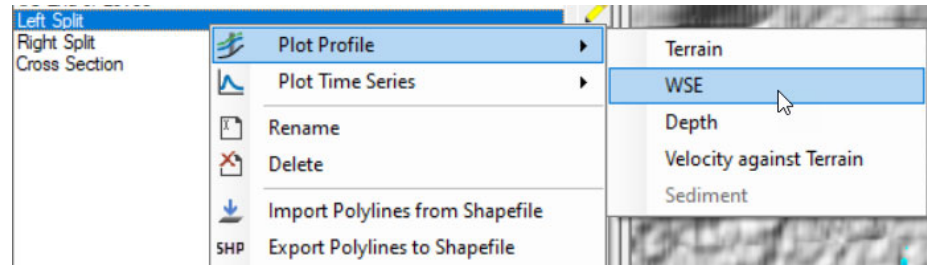 Left Split
Right Split
Cross Section
Plot Profile
Plot Time Series
Rename
Delete
Import Polylines from Shapefile
SHP Export Polylines to Shapefile
Terrain
WSE
Depth
Velocity against Terrain
Sediment